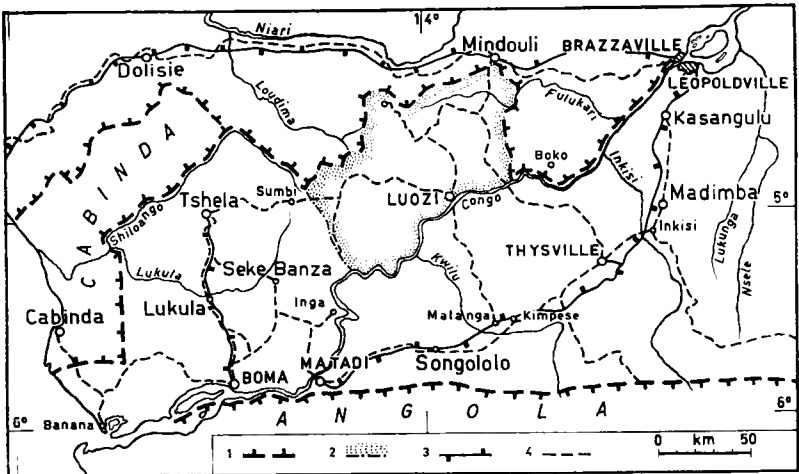 Niari
14°
Mindouli
BRAZZAVILLE
Dolisie
LEOPOLDVILLE
Loudima
Fulukari
Kasangulu
CABINDA
Boko
Inkisi
Sumbi
LUOZI
Congo
Tshela
Madimba
5°
Shiloango
Inkisi
Lukunga
THYSVILLE
Lukula
Seke Banza
Kwilu
Nsele
Lukula
Inga
Cabinda
Malanga
Kimpese
Songololo
MATADI
BOMA
ANGOLA
Banana
6°
6°
1 2 3 4
0 km 50